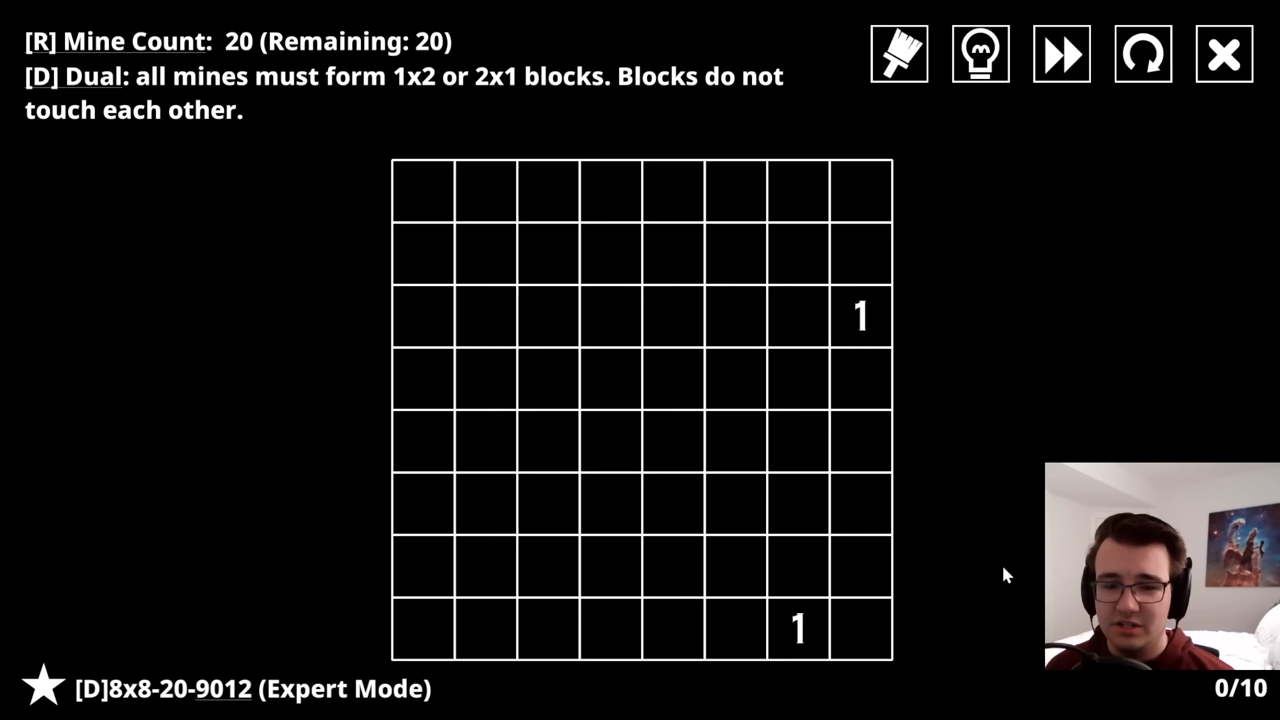 [R] Mine Count: 20 (Remaining: 20)
[D] Dual: all mines must form 1x2 or 2x1 blocks. Blocks do not
touch each other.
1
1
[D]8x8-20-9012 (Expert Mode)
0/10